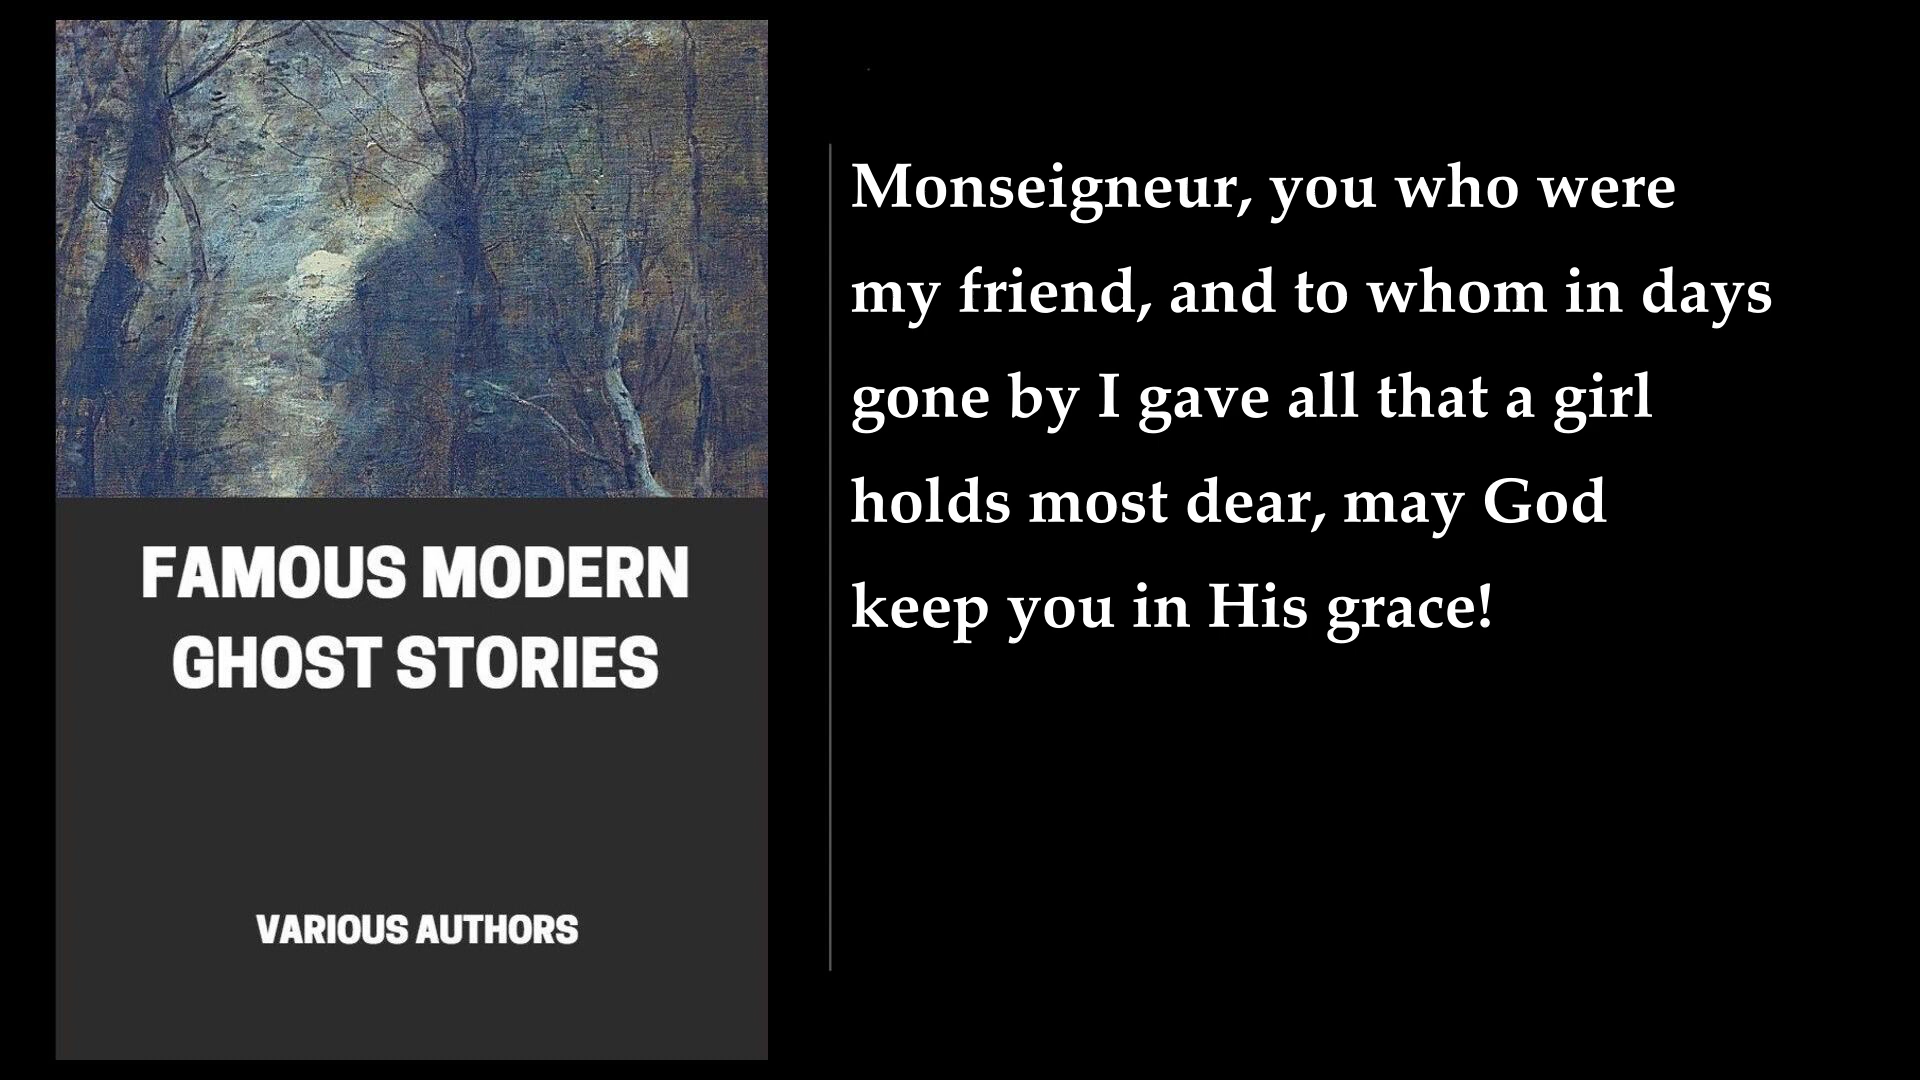 FAMOUS MODERN
GHOST STORIES
VARIOUS AUTHORS
Monseigneur, you who were
my friend, and to whom in days
gone by I gave all that a girl
holds most dear, may God
keep you in His grace!